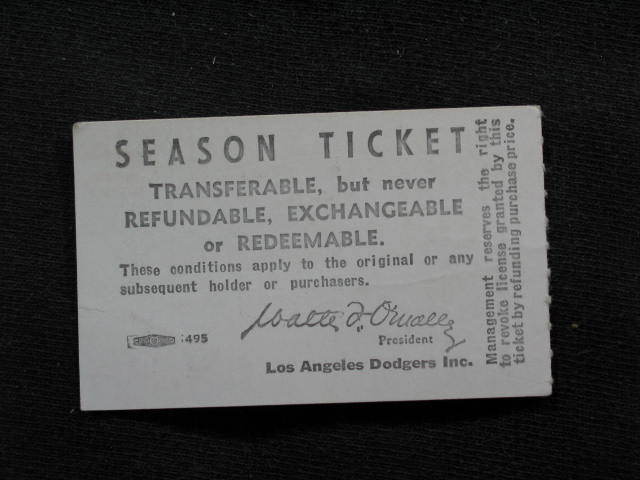 SEASON TICKET
TRANSFERABLE, but never
REFUNDABLE, EXCHANGEABLE
or REDEEMABLE.
These conditions apply to the original or any
subsequent holder or purchasers.
Walter F. O'Malley
495
President
Los Angeles Dodgers Inc.
Management reserves the right
to revoke license granted by this
ticket by refunding purchase price.